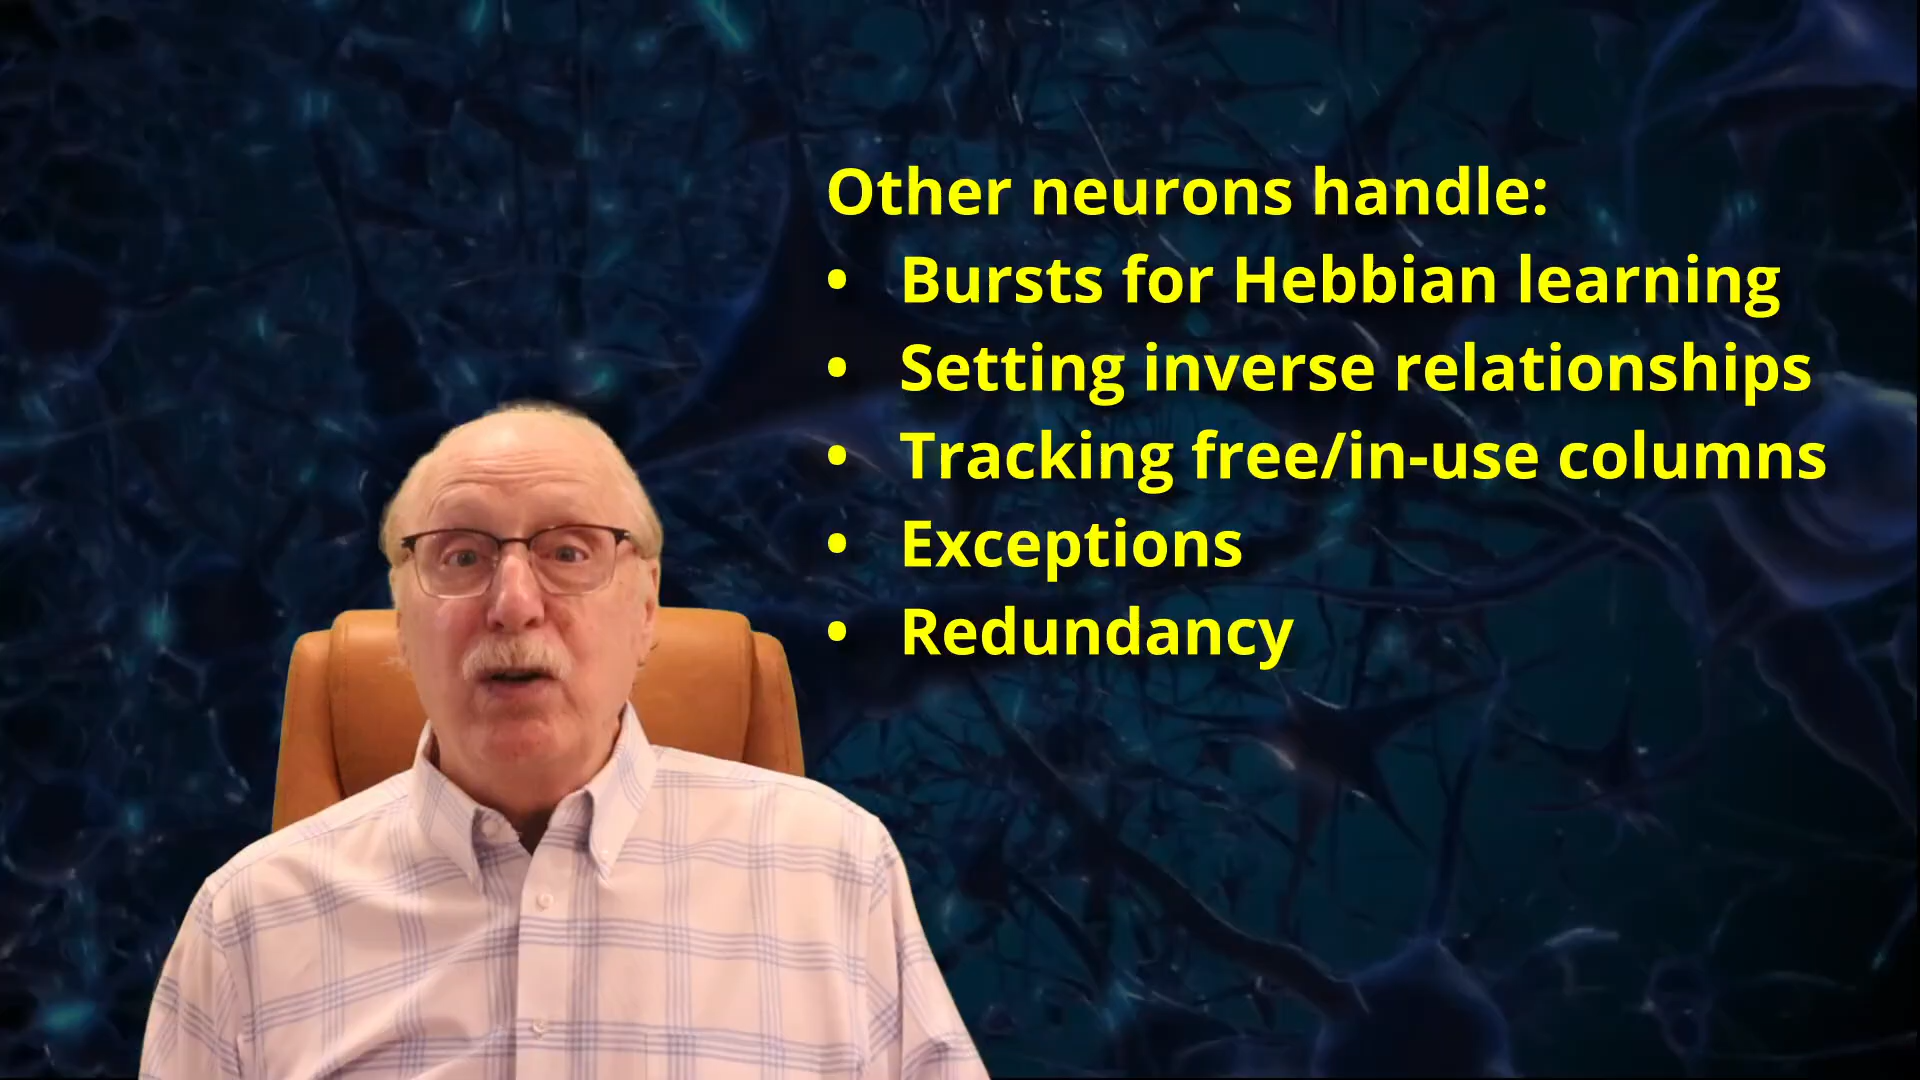 Other neurons handle:
• Bursts for Hebbian learning
• Setting inverse relationships
• Tracking free/in-use columns
• Exceptions
• Redundancy